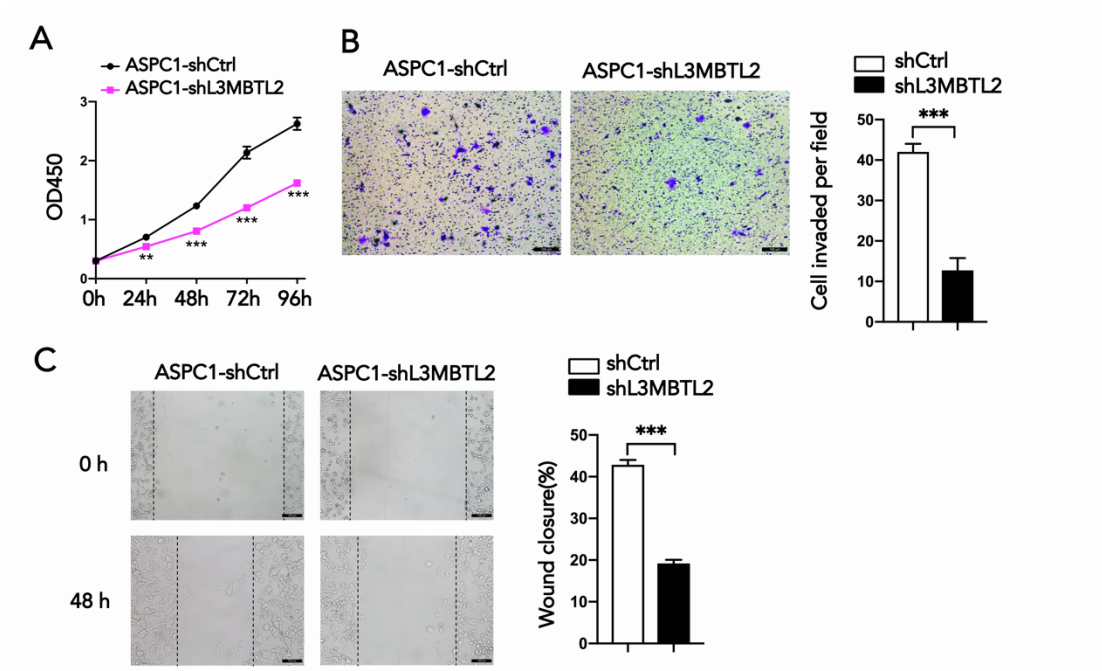 A
ASPC1-shCtrl
ASPC1-shL3MBTL2
OD450
3
2
1
0
0h 24h 48h 72h 96h
** *** *** ***
B
ASPC1-shCtrl ASPC1-shL3MBTL2
shCtrl
shL3MBTL2
***
Cell invaded per field
50
40
30
20
10
0
C
ASPC1-shCtrl ASPC1-shL3MBTL2
0 h
48 h
shCtrl
shL3MBTL2
***
Wound closure(%)
50
40
30
20
10
0